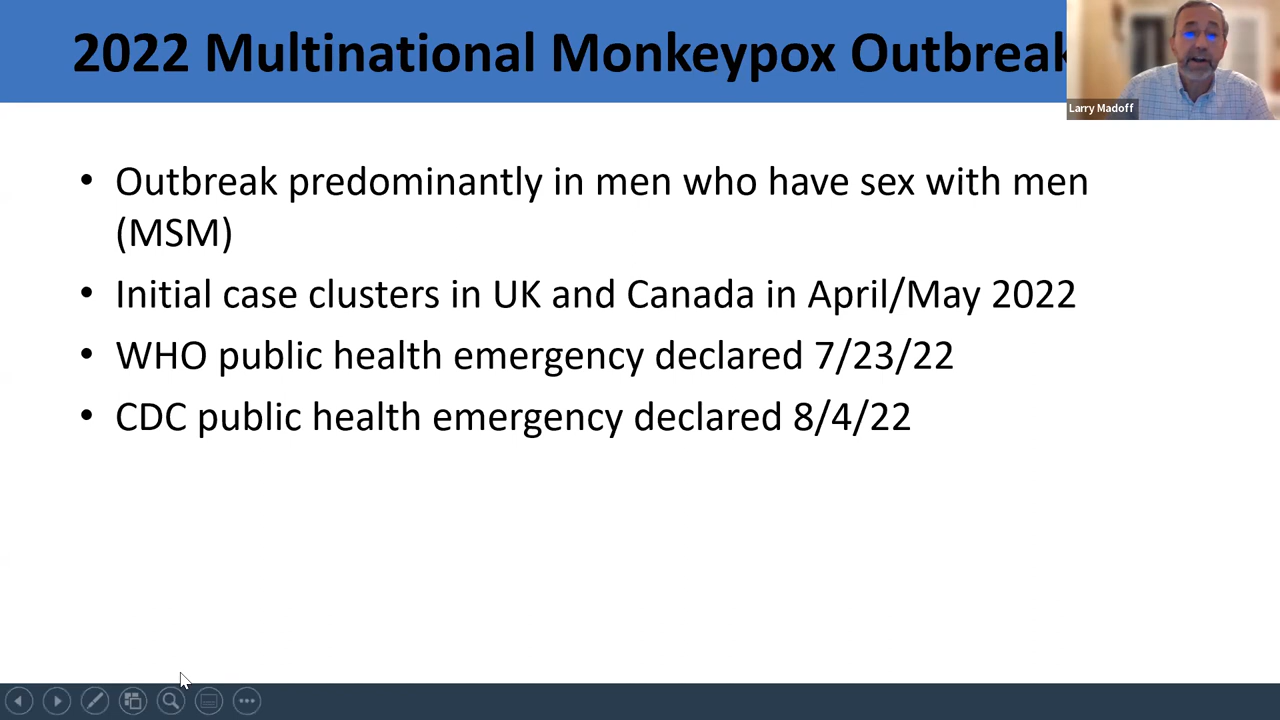 2022 Multinational Monkeypox Outbreak
Larry Madoff
• Outbreak predominantly in men who have sex with men
(MSM)
• Initial case clusters in UK and Canada in April/May 2022
• WHO public health emergency declared 7/23/22
• CDC public health emergency declared 8/4/22